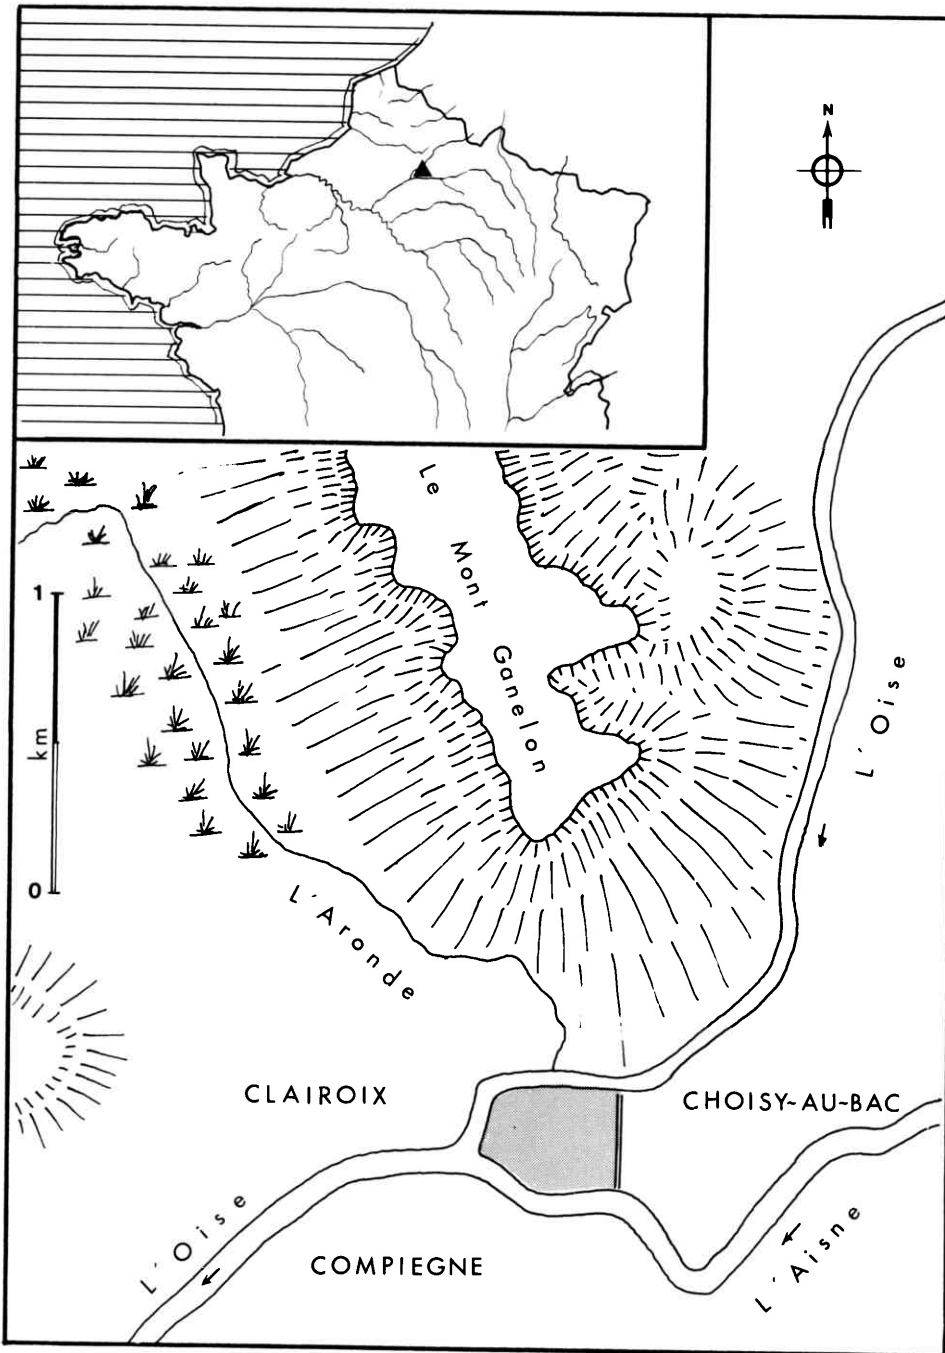 N
Le Mont Ganelon
1
km
0
L'Oise
L'Aronde
CLAIROIX
CHOISY-AU-BAC
L'Oise
COMPIEGNE
L'Aisne